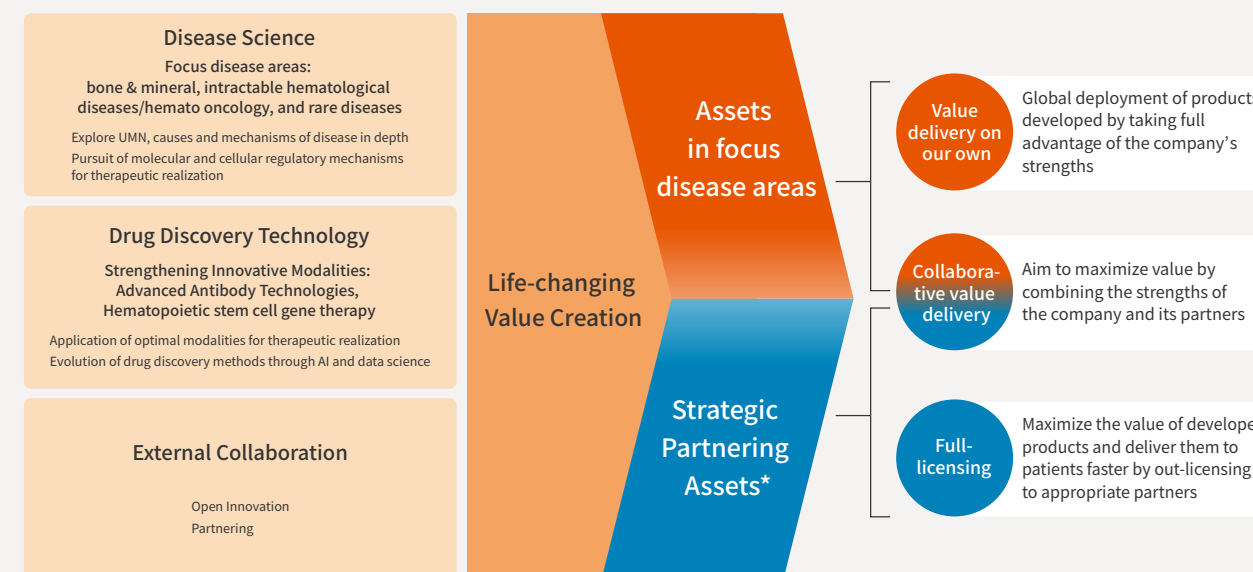 Disease Science
Focus disease areas:
bone & mineral, intractable hematological
diseases/hemato oncology, and rare diseases
Explore UMN, causes and mechanisms of disease in depth
Pursuit of molecular and cellular regulatory mechanisms
for therapeutic realization
Drug Discovery Technology
Strengthening Innovative Modalities:
Advanced Antibody Technologies,
Hematopoietic stem cell gene therapy
Application of optimal modalities for therapeutic realization
Evolution of drug discovery methods through AI and data science
External Collaboration
Open Innovation
Partnering
Life-changing
Value Creation
Assets
in focus
disease areas
Strategic
Partnering
Assets*
Value
delivery on
our own
Global deployment of products
developed by taking full
advantage of the company's
strengths
Collabora-
tive value
delivery
Aim to maximize value by
combining the strengths of
the company and its partners
Full-
licensing
Maximize the value of develope
products and deliver them to
patients faster by out-licensing
to appropriate partners